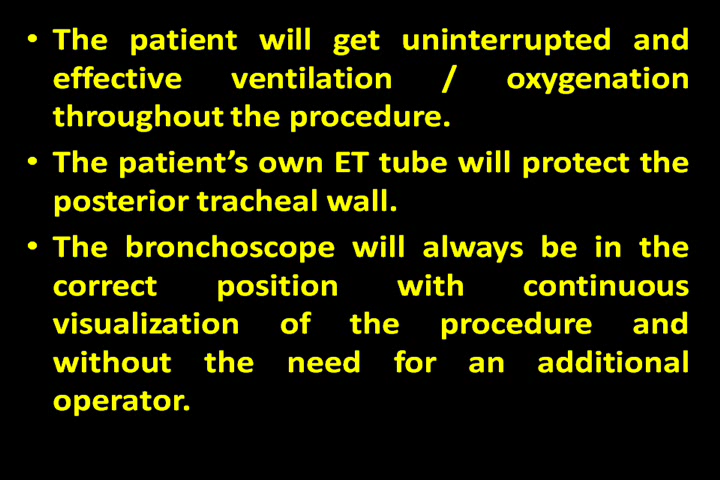 • The patient will get uninterrupted and
effective ventilation / oxygenation
throughout the procedure.
• The patient’s own ET tube will protect the
posterior tracheal wall.
• The bronchoscope will always be in the
correct position with continuous
visualization of the procedure and
without the need for an additional
operator.